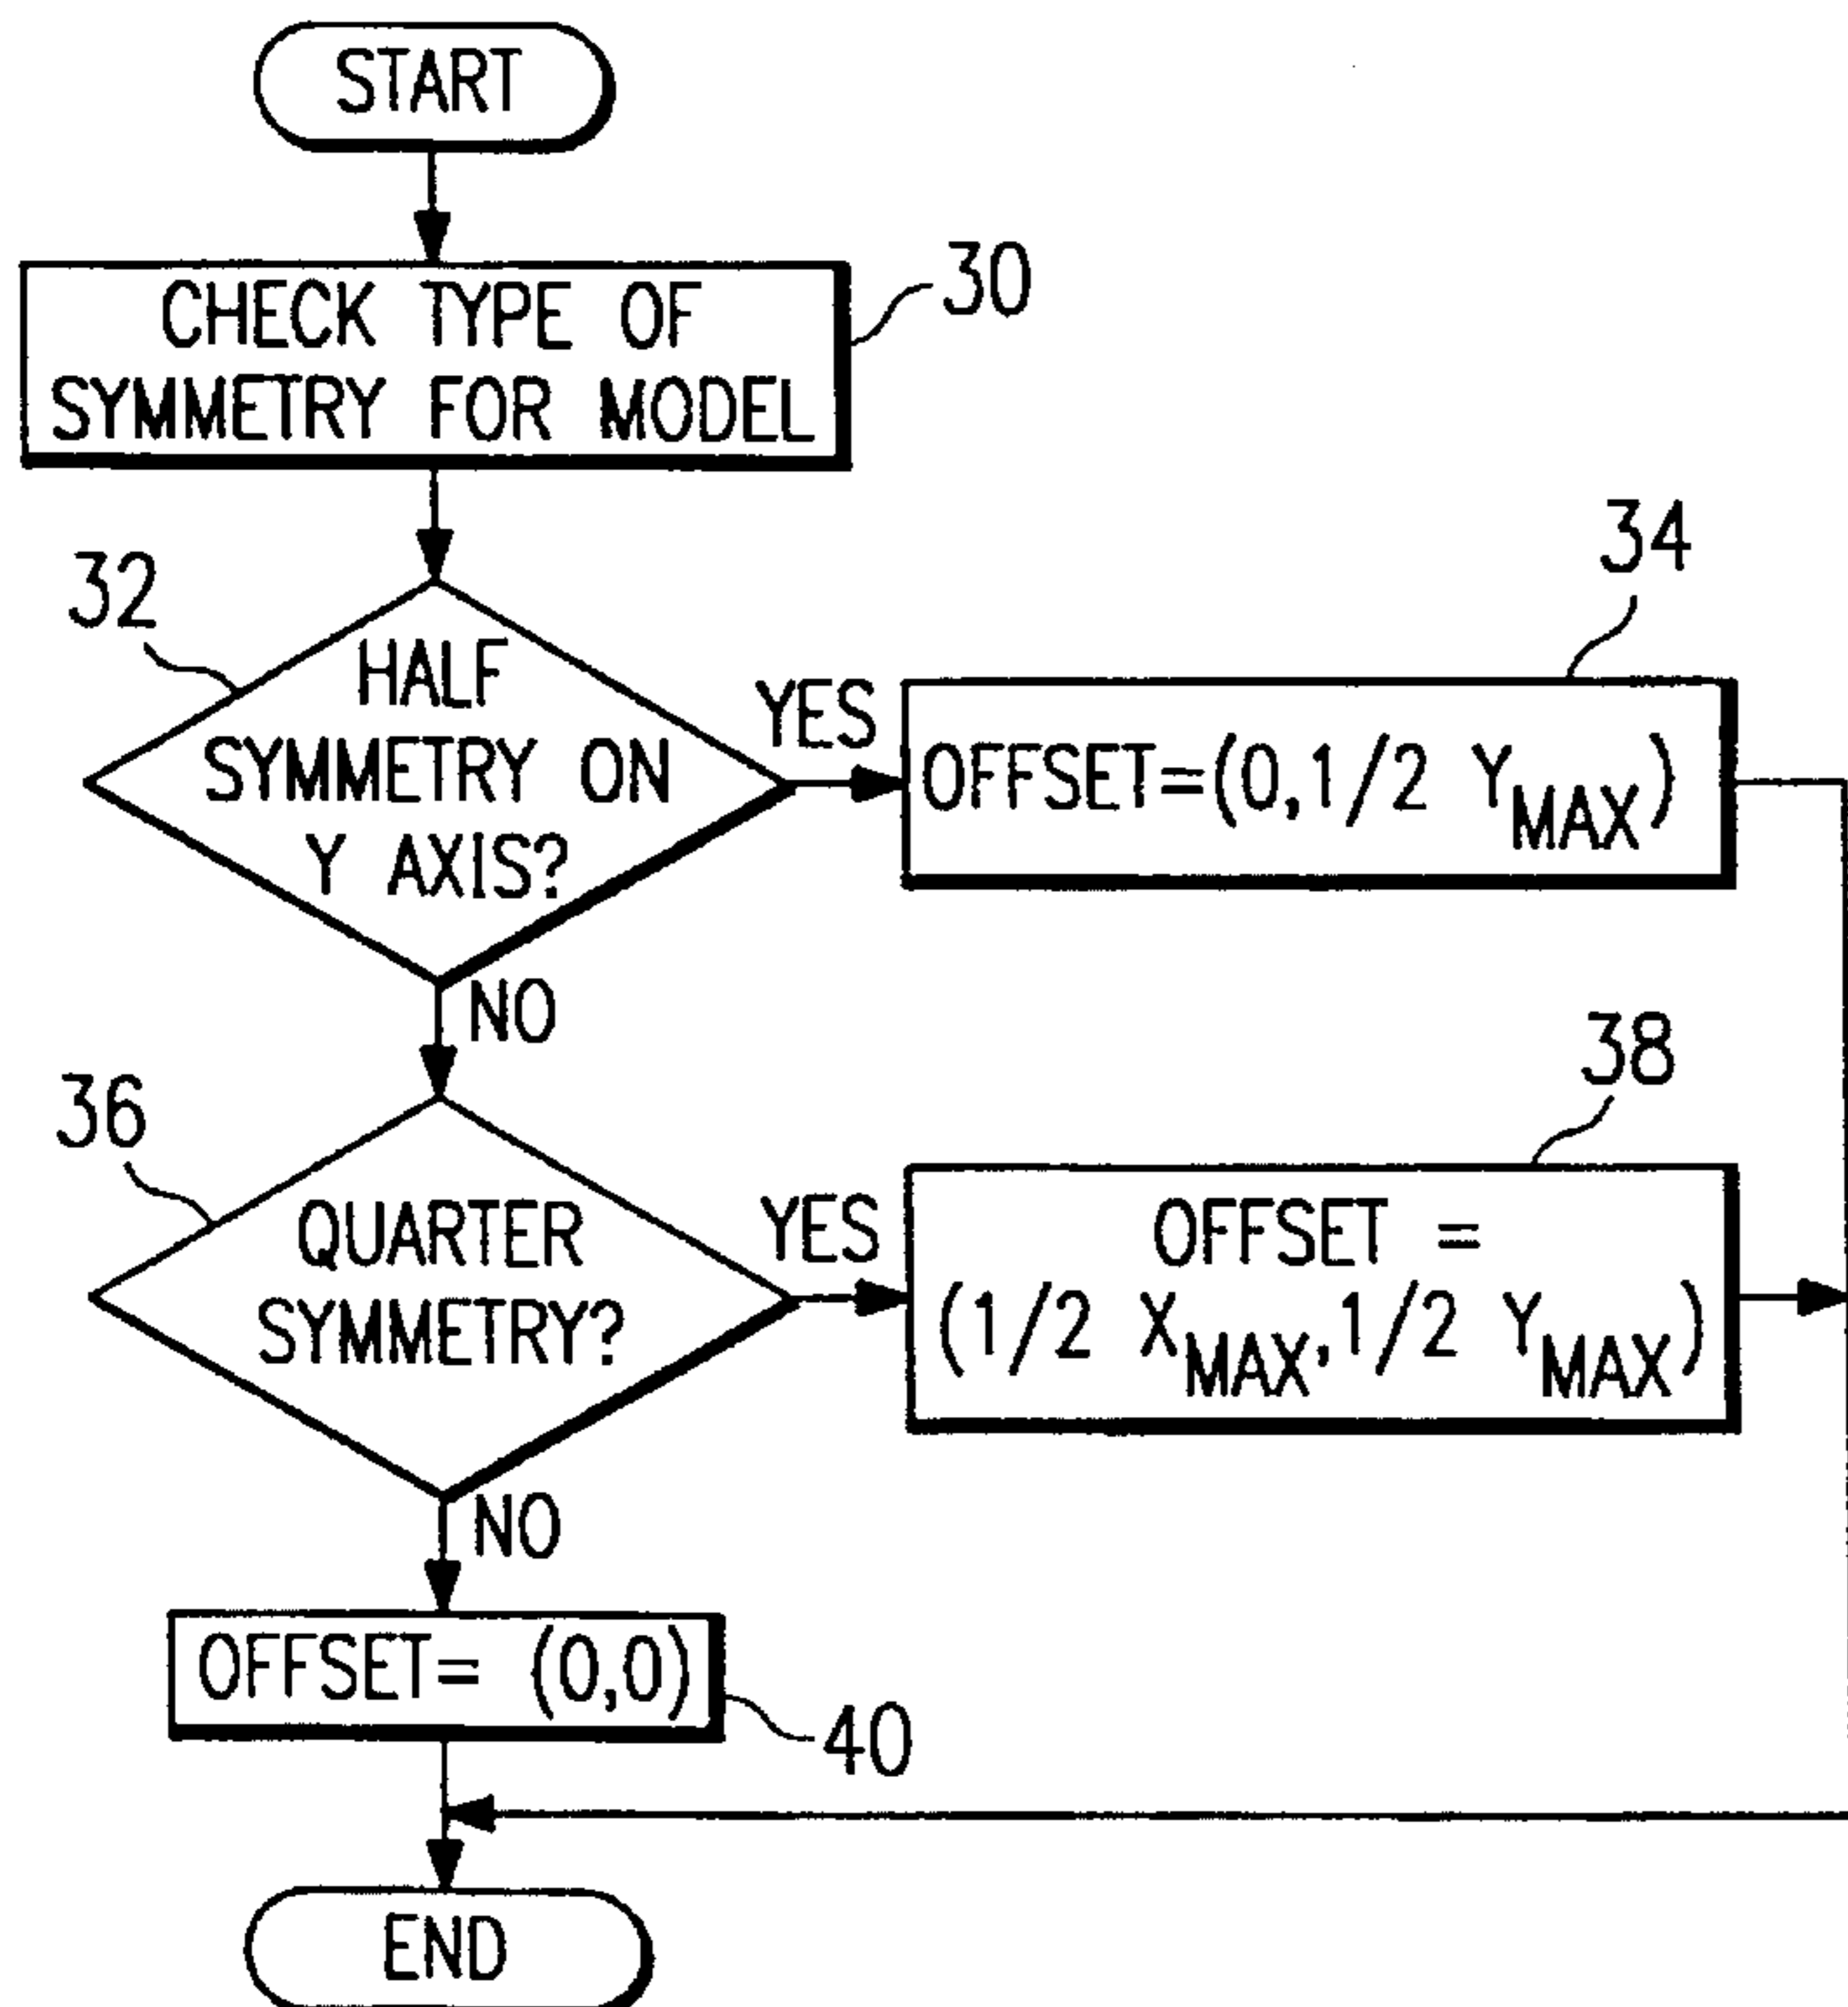 START
CHECK TYPE OF
SYMMETRY FOR MODEL
30
32
HALF
SYMMETRY ON
Y AXIS?
YES
34
OFFSET=(0,1/2 YMAX)
NO
36
QUARTER
SYMMETRY?
YES
38
OFFSET =
(1/2 XMAX,1/2 YMAX)
NO
OFFSET= (0,0)
40
END